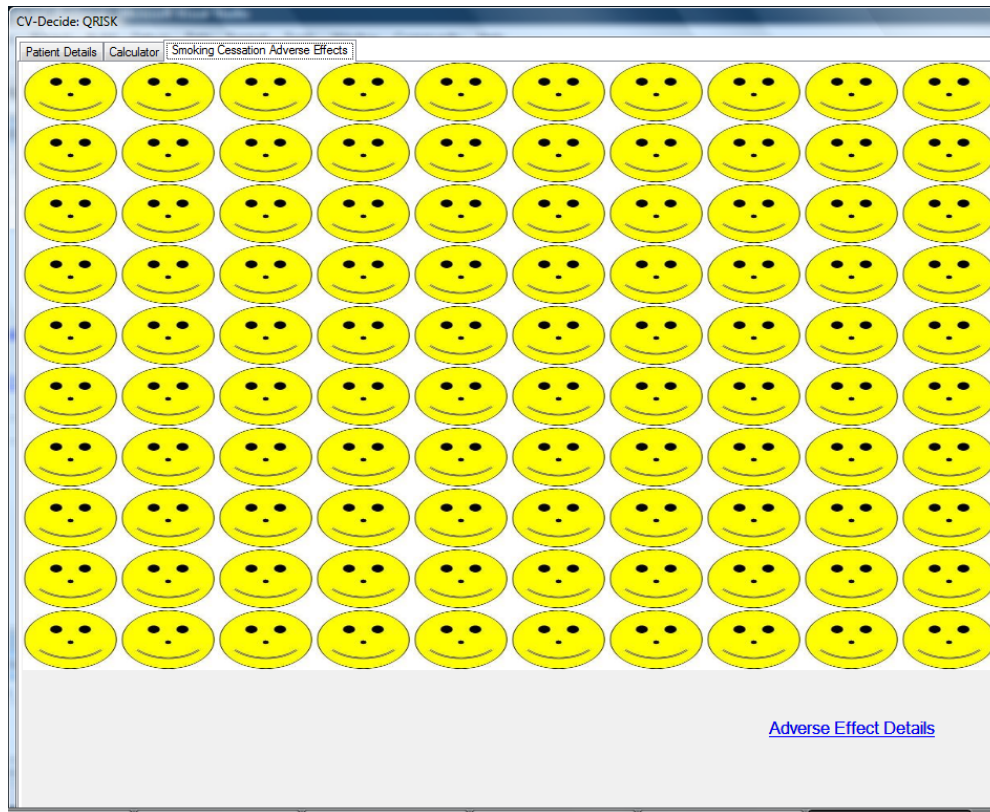 CV-Decide: QRISK
Patient Details Calculator Smoking Cessation Adverse Effects
Adverse Effect Details